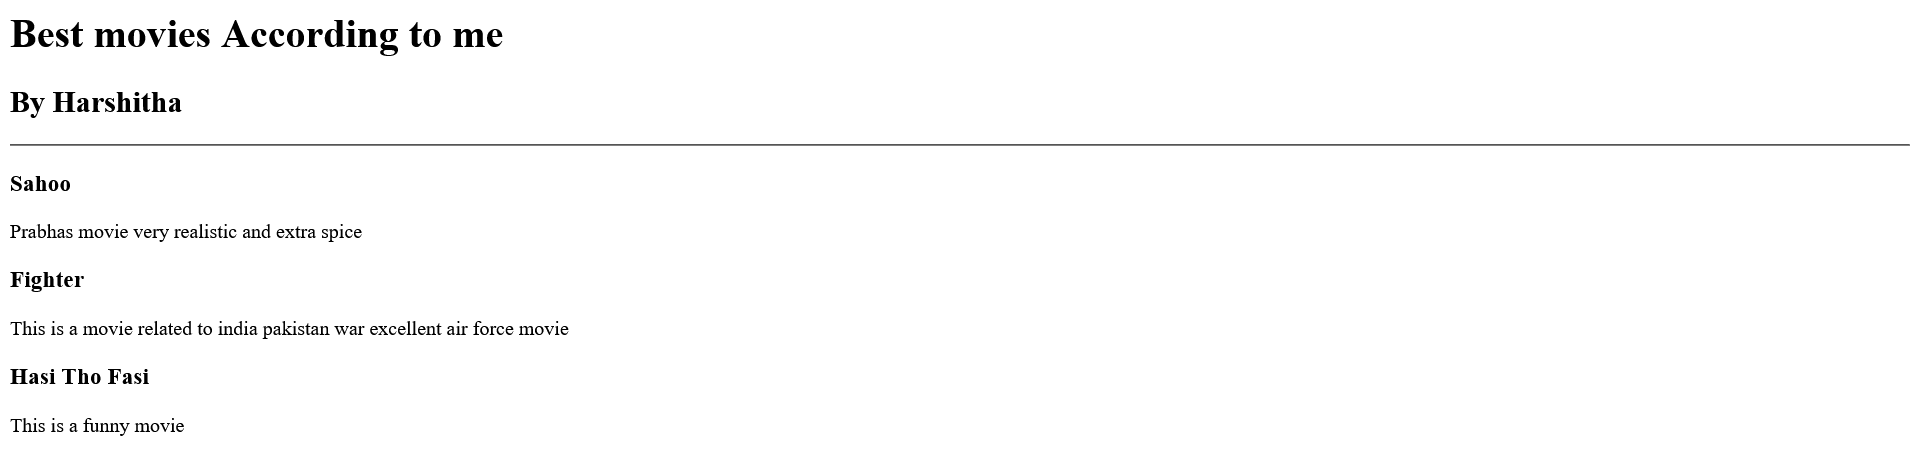 Best movies According to me
By Harshitha
Sahoo
Prabhas movie very realistic and extra spice
Fighter
This is a movie related to india pakistan war excellent air force movie
Hasi Tho Fasi
This is a funny movie